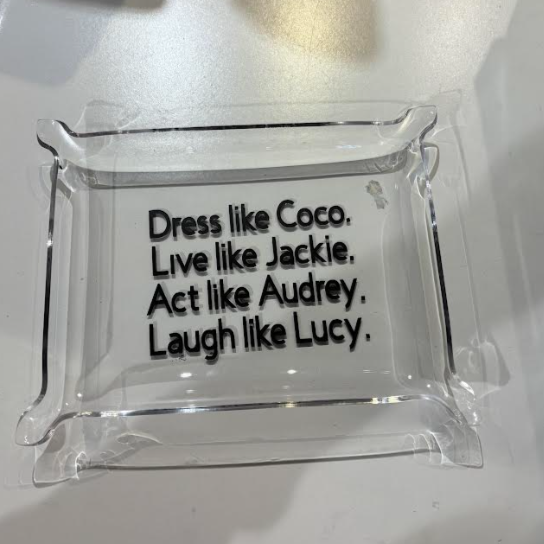 Dress like Coco.
Live like Jackie.
Act like Audrey.
Laugh like Lucy.